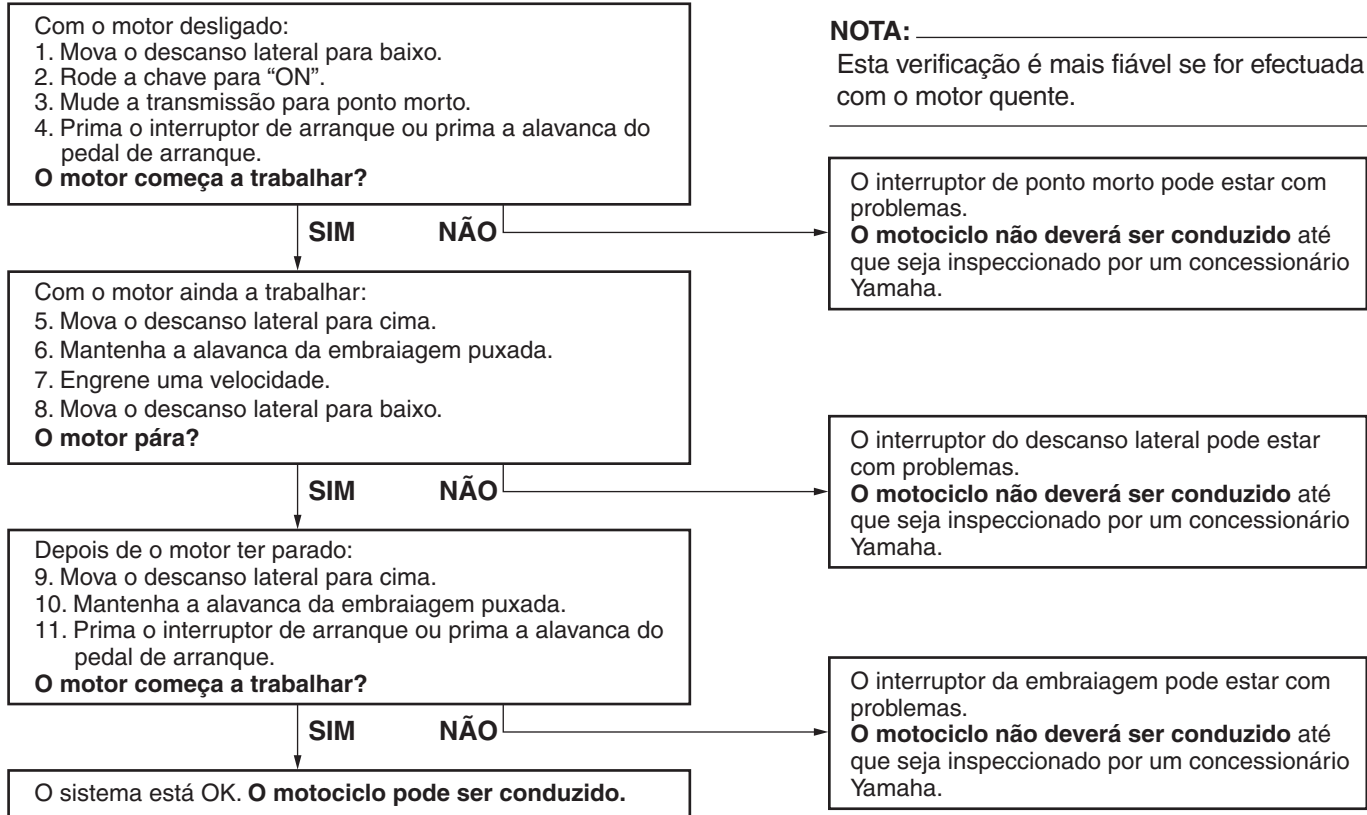 Com o motor desligado:
1. Mova o descanso lateral para baixo.
2. Rode a chave para “ON”.
3. Mude a transmissão para ponto morto.
4. Prima o interruptor de arranque ou prima a alavanca do
pedal de arranque.
O motor começa a trabalhar?
NOTA:
Esta verificação é mais fiável se for efectuada
com o motor quente.
SIM NÃO
O interruptor de ponto morto pode estar com
problemas.
O motociclo não deverá ser conduzido até
que seja inspeccionado por um concessionário
Yamaha.
Com o motor ainda a trabalhar:
5. Mova o descanso lateral para cima.
6. Mantenha a alavanca da embraiagem puxada.
7. Engrene uma velocidade.
8. Mova o descanso lateral para baixo.
O motor pára?
SIM NÃO
O interruptor do descanso lateral pode estar
com problemas.
O motociclo não deverá ser conduzido até
que seja inspeccionado por um concessionário
Yamaha.
Depois de o motor ter parado:
9. Mova o descanso lateral para cima.
10. Mantenha a alavanca da embraiagem puxada.
11. Prima o interruptor de arranque ou prima a alavanca do
pedal de arranque.
O motor começa a trabalhar?
SIM NÃO
O interruptor da embraiagem pode estar com
problemas.
O motociclo não deverá ser conduzido até
que seja inspeccionado por um concessionário
Yamaha.
O sistema está OK. O motociclo pode ser conduzido.